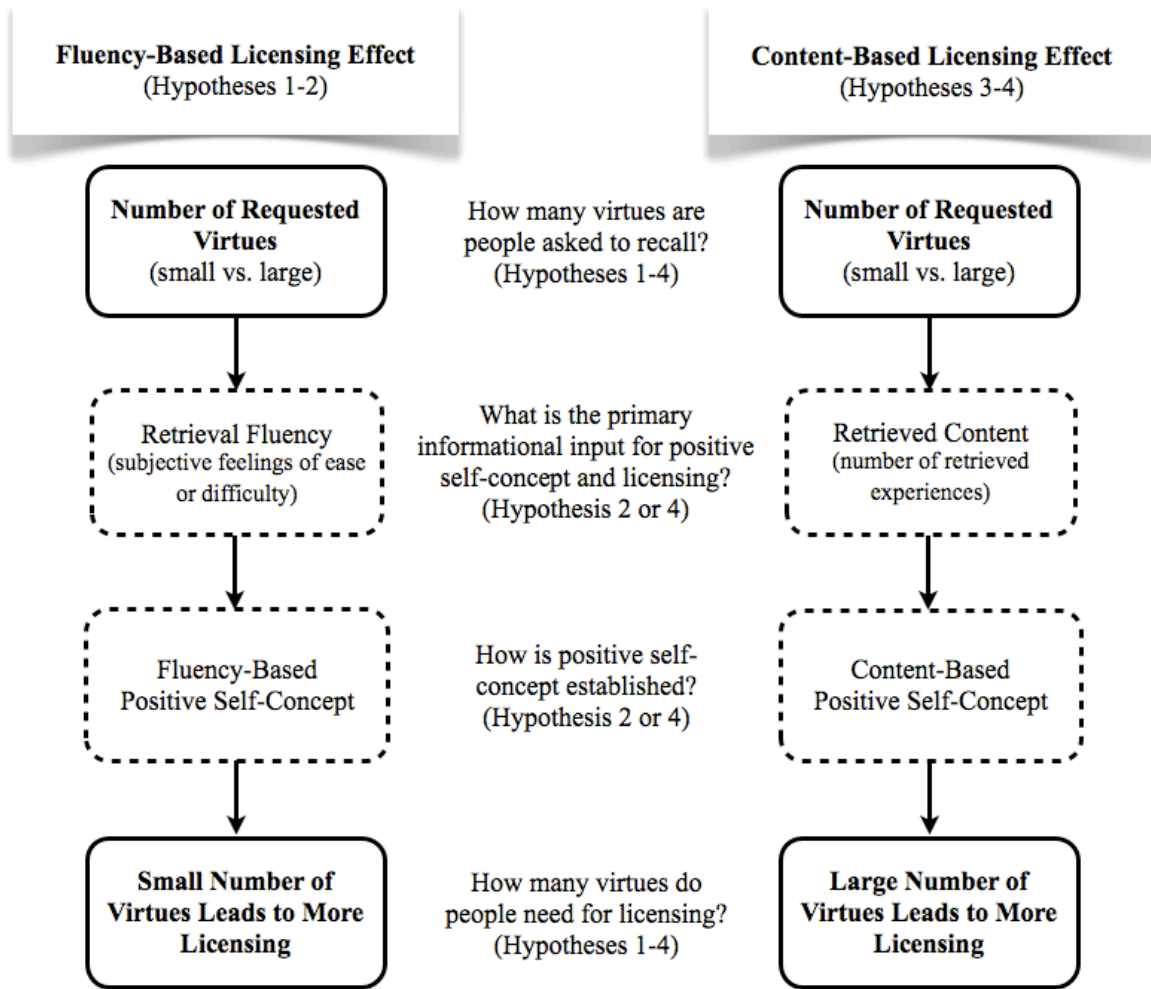 Fluency-Based Licensing Effect
(Hypotheses 1-2)
Content-Based Licensing Effect
(Hypotheses 3-4)
Number of Requested
Virtues
(small vs. large)
How many virtues are
people asked to recall?
(Hypotheses 1-4)
Number of Requested
Virtues
(small vs. large)
Retrieval Fluency
(subjective feelings of ease
or difficulty)
What is the primary
informational input for positive
self-concept and licensing?
(Hypothesis 2 or 4)
Retrieved Content
(number of retrieved
experiences)
Fluency-Based
Positive Self-Concept
How is positive self-
concept established?
(Hypothesis 2 or 4)
Content-Based
Positive Self-Concept
Small Number of
Virtues Leads to More
Licensing
How many virtues do
people need for licensing?
(Hypotheses 1-4)
Large Number of
Virtues Leads to More
Licensing